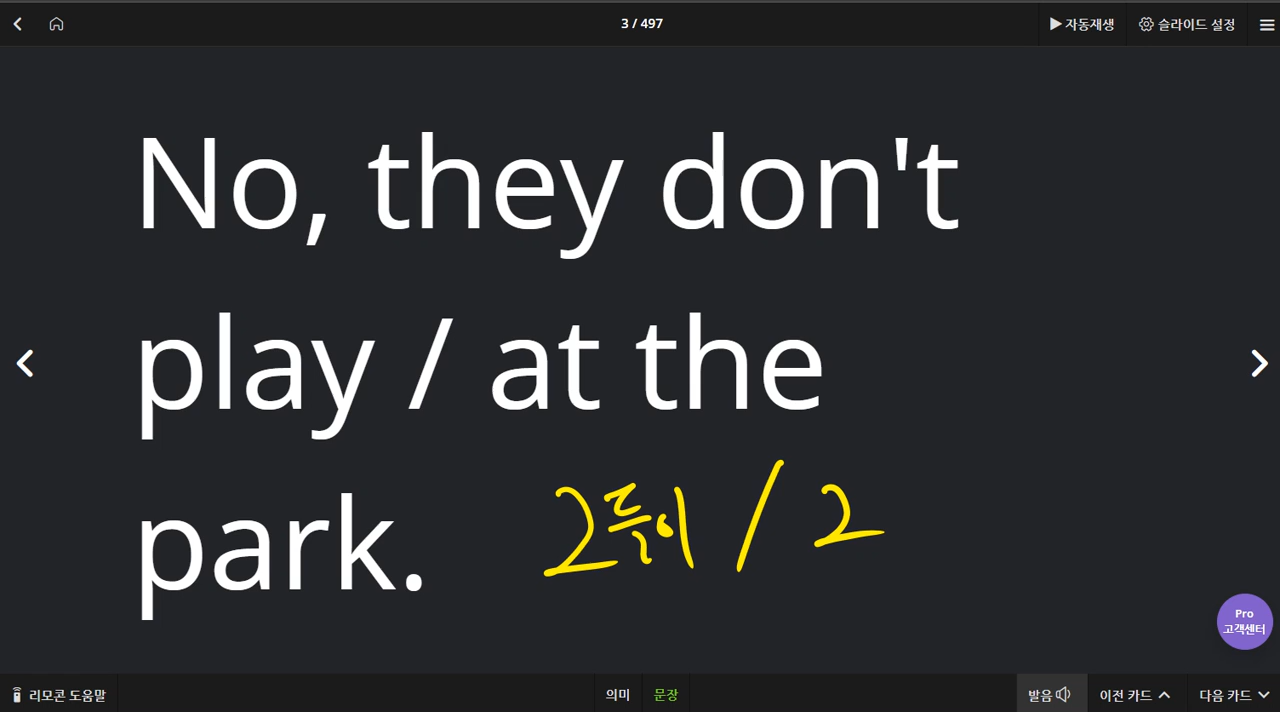 3 / 497
자동재생
슬라이드 설정
No, they don't
play / at the
park.
2형 / 2
Pro
고객센터
리모콘 도움말
의미
문장
발음
이전 카드
다음 카드